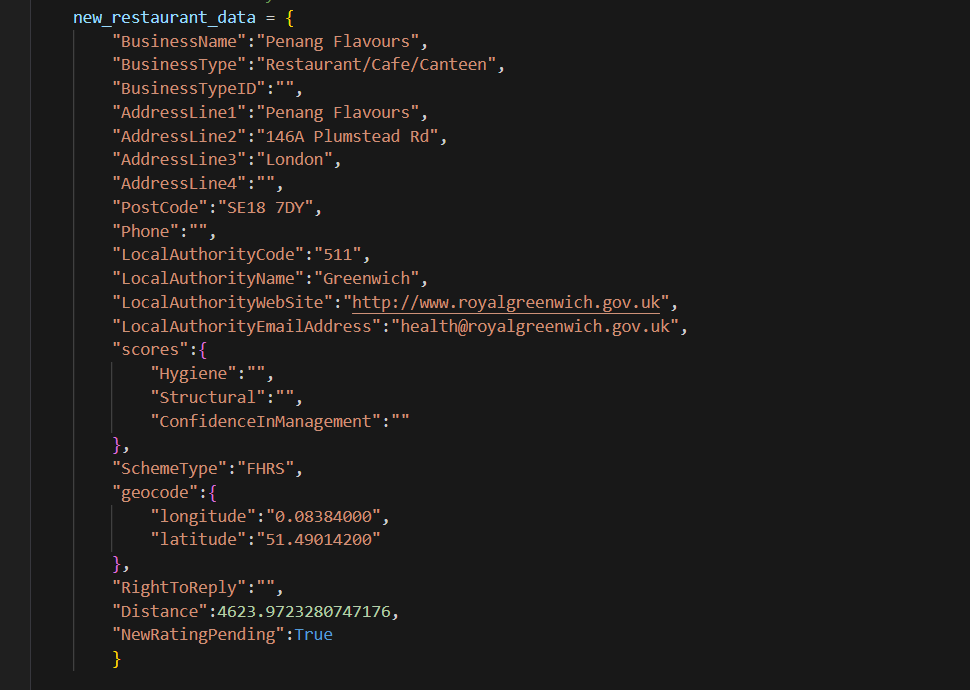 new_restaurant_data = {
"BusinessName":"Penang Flavours",
"BusinessType":"Restaurant/Cafe/Canteen",
"BusinessTypeID":"",
"AddressLine1":"Penang Flavours",
"AddressLine2":"146A Plumstead Rd",
"AddressLine3":"London",
"AddressLine4":"",
"PostCode":"SE18 7DY",
"Phone":"",
"LocalAuthorityCode":"511",
"LocalAuthorityName":"Greenwich",
"LocalAuthorityWebSite":"http://www.royalgreenwich.gov.uk",
"LocalAuthorityEmailAddress":"health@royalgreenwich.gov.uk",
"scores":{
"Hygiene":"",
"Structural":"",
"ConfidenceInManagement":""
},
"SchemeType":"FHRS",
"geocode":{
"longitude":"0.08384000",
"latitude":"51.49014200"
},
"RightToReply":"",
"Distance":4623.9723280747176,
"NewRatingPending":True
}